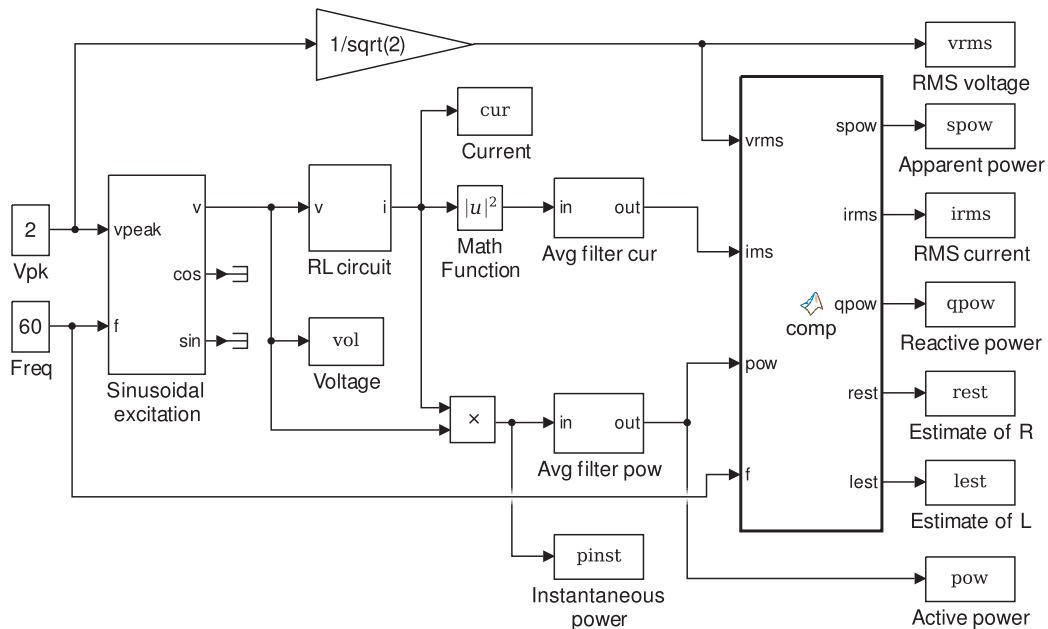 1/sqrt(2)
vrms
RMS voltage
cur
Current
spow
Apparent power
vrms
spow
2
Vpk
vpeak
v
cos
sin
f
Sinusoidal
excitation
v
i
RL circuit
|u|²
Math
Function
in
out
Avg filter cur
irms
irms
RMS current
ims
60
Freq
vol
Voltage
comp
qpow
qpow
Reactive power
pow
rest
rest
Estimate of R
×
in
out
Avg filter pow
f
lest
lest
Estimate of L
pinst
Instantaneous
power
pow
Active power